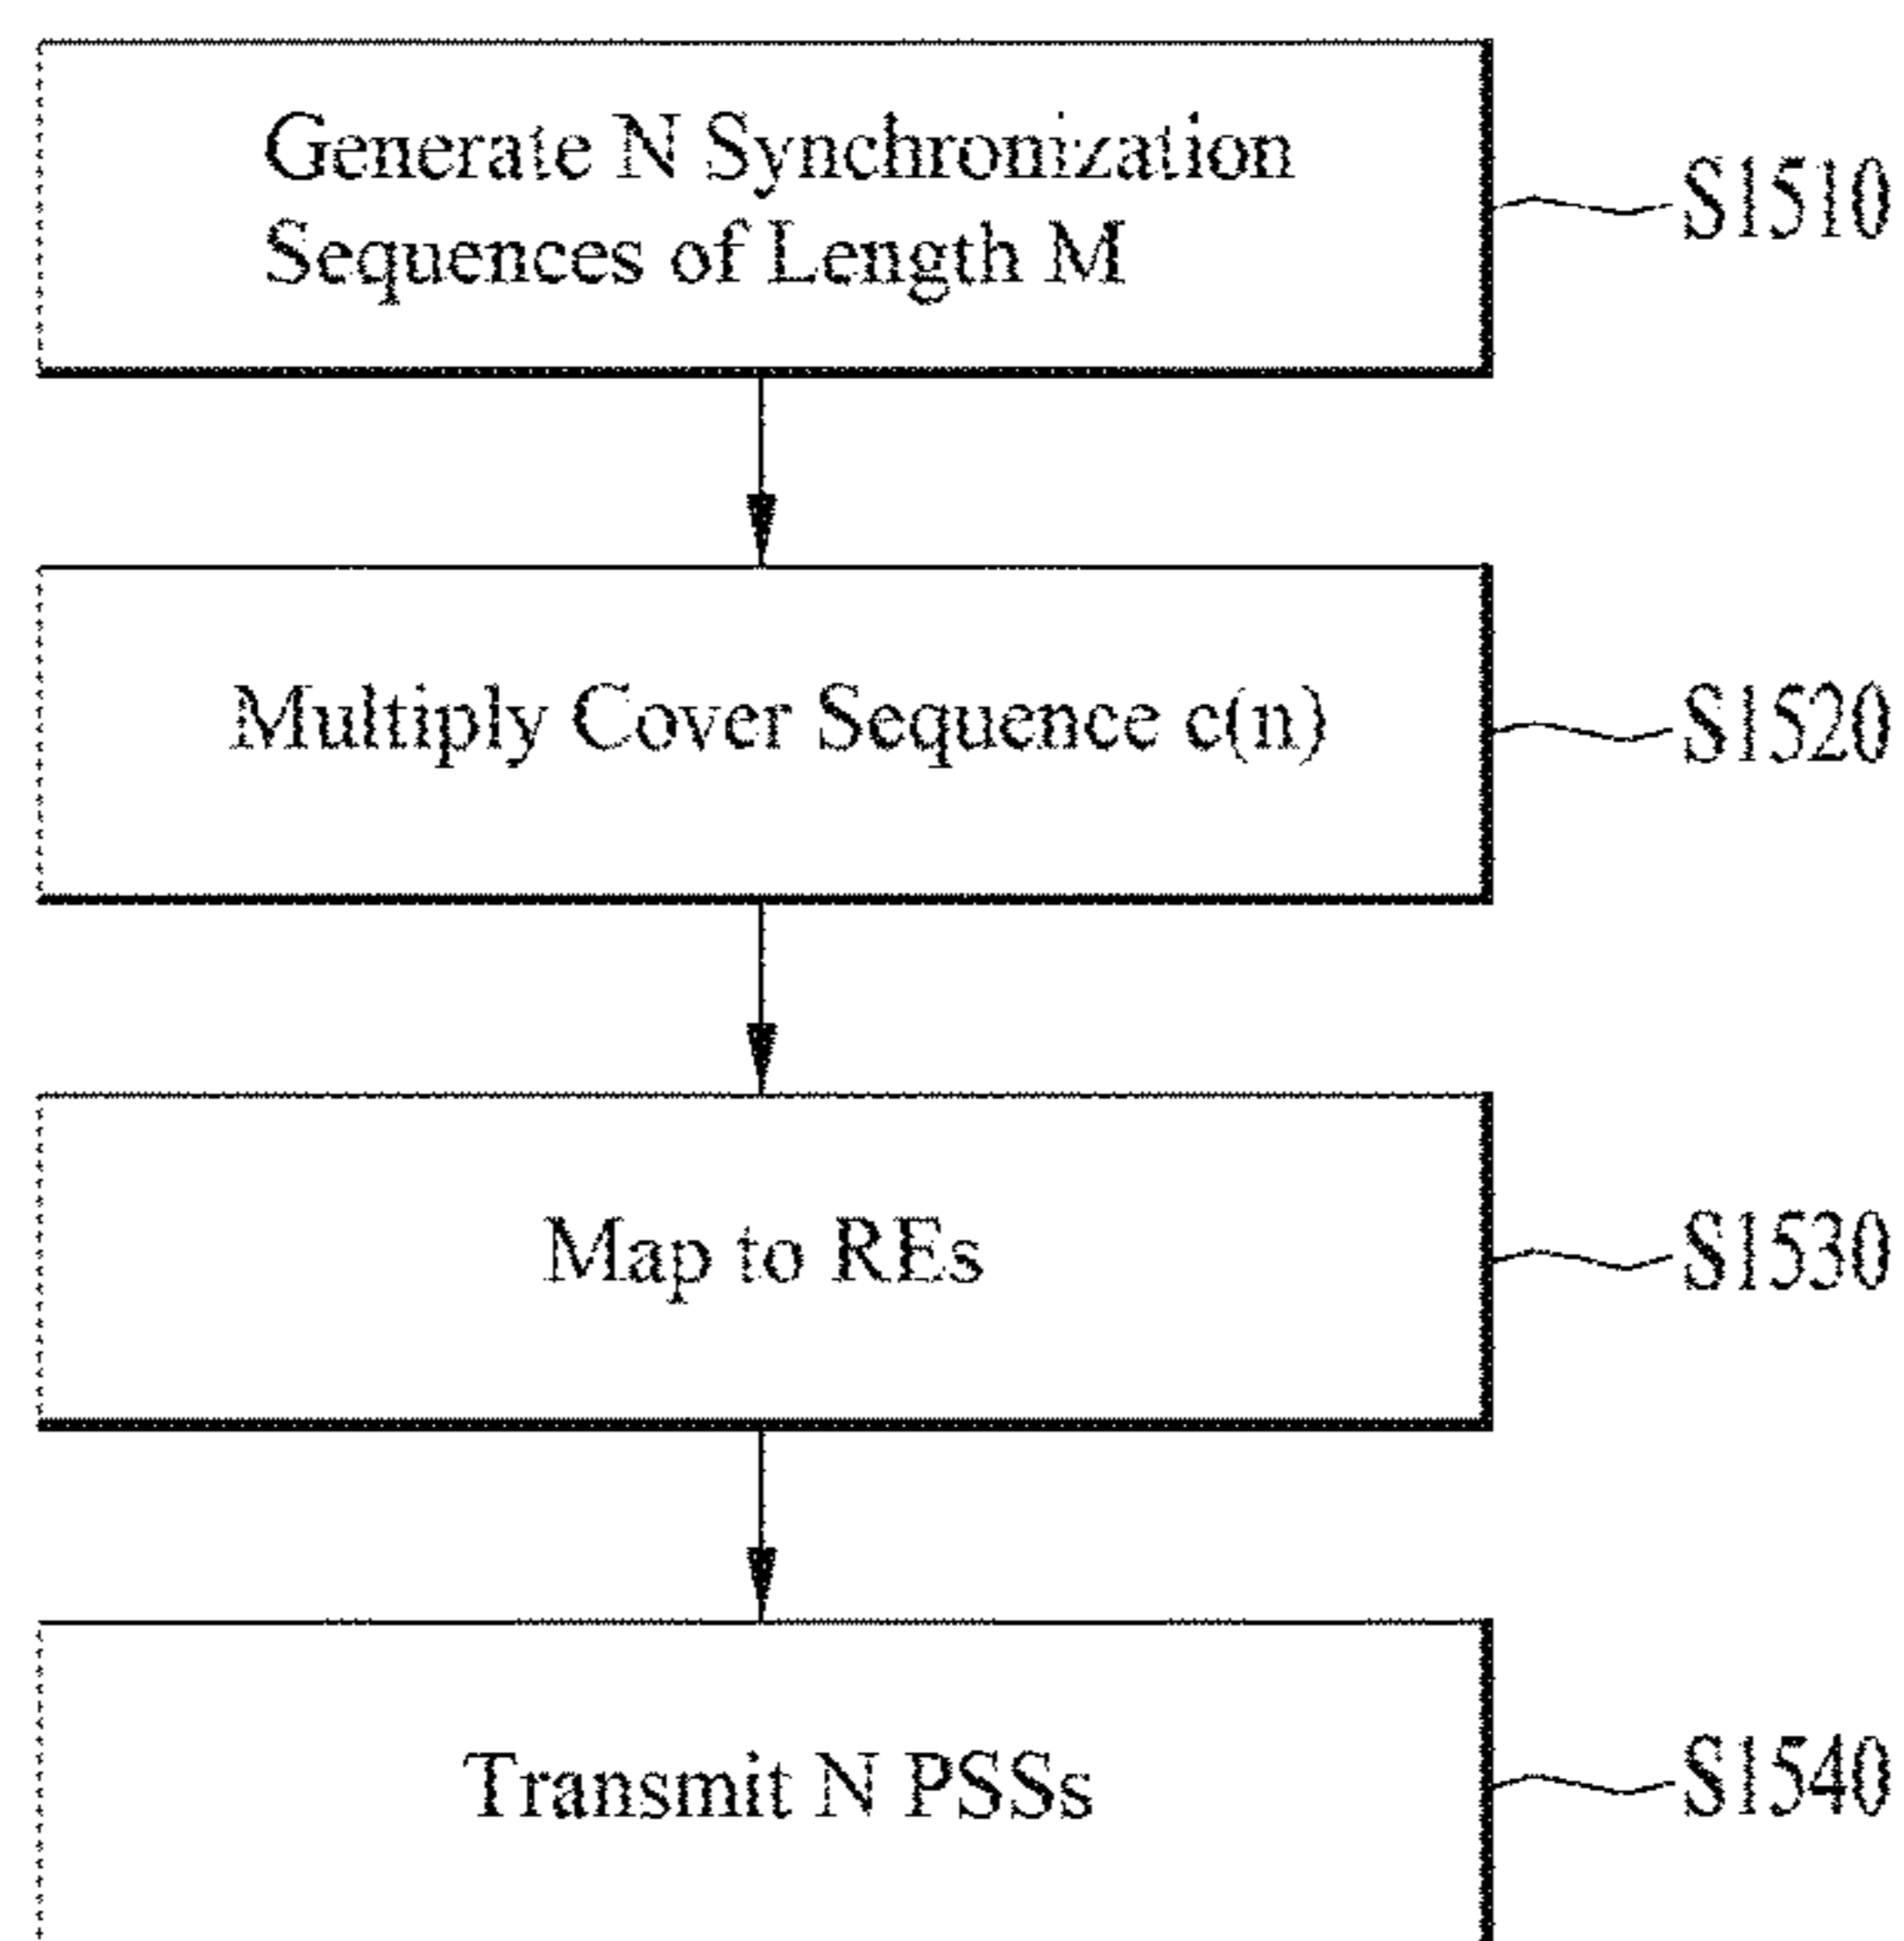 Generate N Synchronization
Sequences of Length M
S1510
Multiply Cover Sequence c(n)
S1520
Map to REs
S1530
Transmit N PSSs
S1540